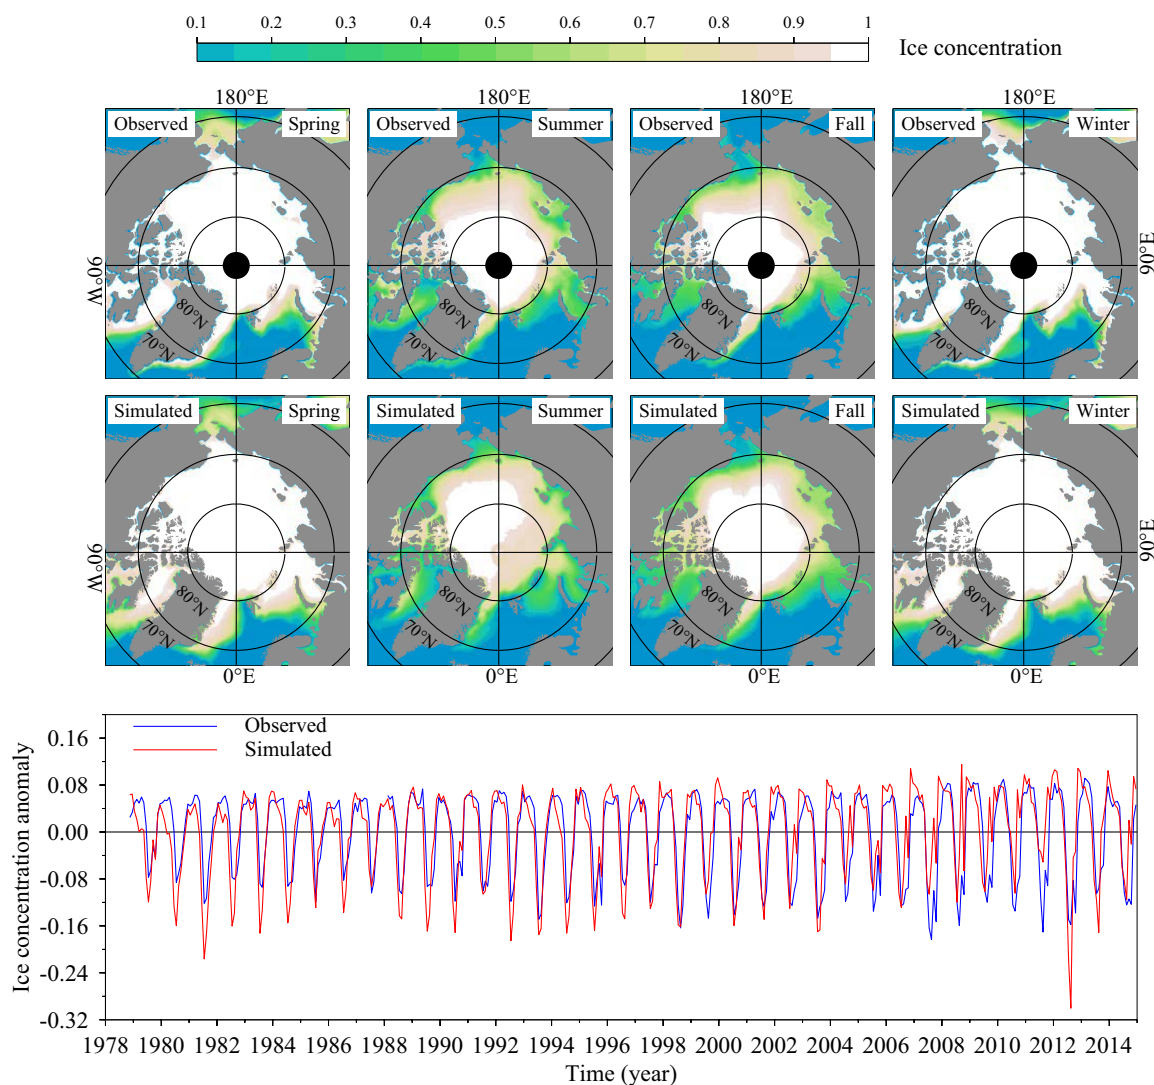 0.1 0.2 0.3 0.4 0.5 0.6 0.7 0.8 0.9 1
Ice concentration
180°E 180°E
Observed Spring Observed Summer Observed Fall Observed Winter
90°W 80°N 70°N 80°N 70°N 80°N 70°N 80°N 70°N 90°E
Simulated Spring Simulated Summer Simulated Fall Simulated Winter
90°W 80°N 70°N 80°N 70°N 80°N 70°N 80°N 70°N 90°E
0°E 0°E
Ice concentration anomaly
Observed
Simulated
0.16
0.08
0.00
-0.08
-0.16
-0.24
-0.32
1978 1980 1982 1984 1986 1988 1990 1992 1994 1996 1998 2000 2002 2004 2006 2008 2010 2012 2014
Time (year)